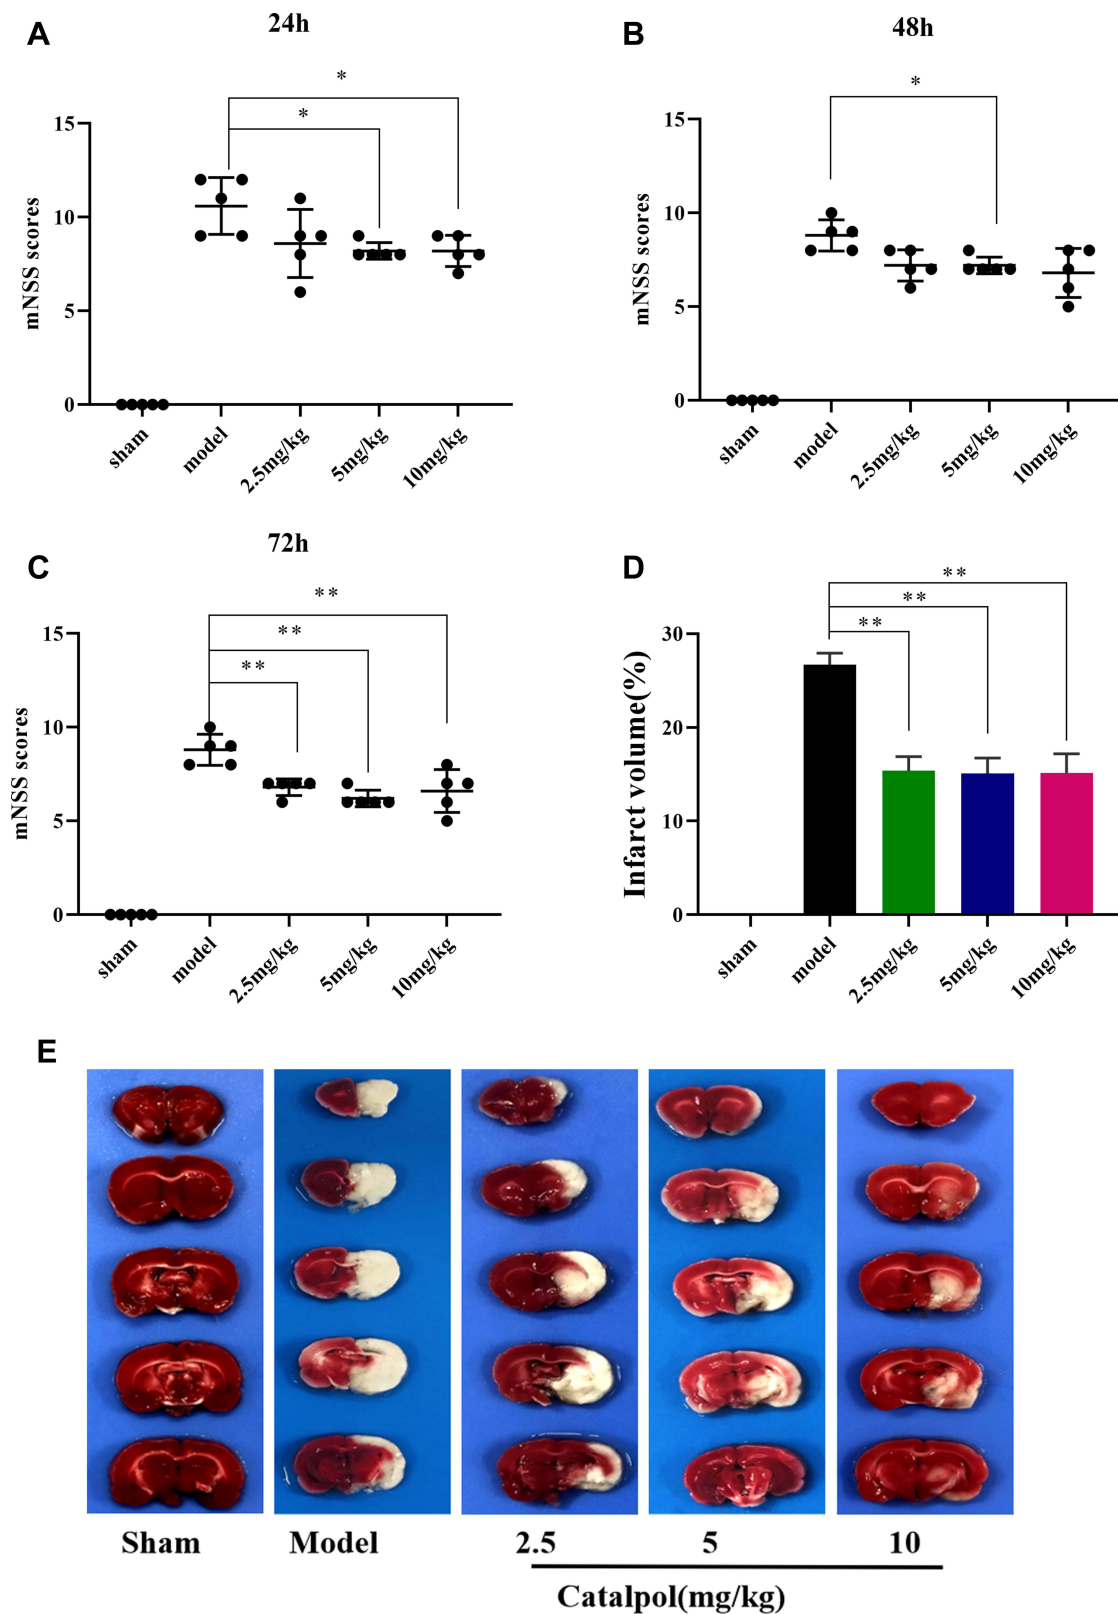 A
24h
*
*
15
10
5
0
mNSS scores
sham
model
2.5mg/kg
5mg/kg
10mg/kg
B
48h
*
15
10
5
0
mNSS scores
sham
model
2.5mg/kg
5mg/kg
10mg/kg
C
72h
**
**
**
15
10
5
0
mNSS scores
sham
model
2.5mg/kg
5mg/kg
10mg/kg
D
**
**
**
30
20
10
0
Infarct volume(%)
sham
model
2.5mg/kg
5mg/kg
10mg/kg
E
Sham
Model
2.5
5
10
Catalpol(mg/kg)